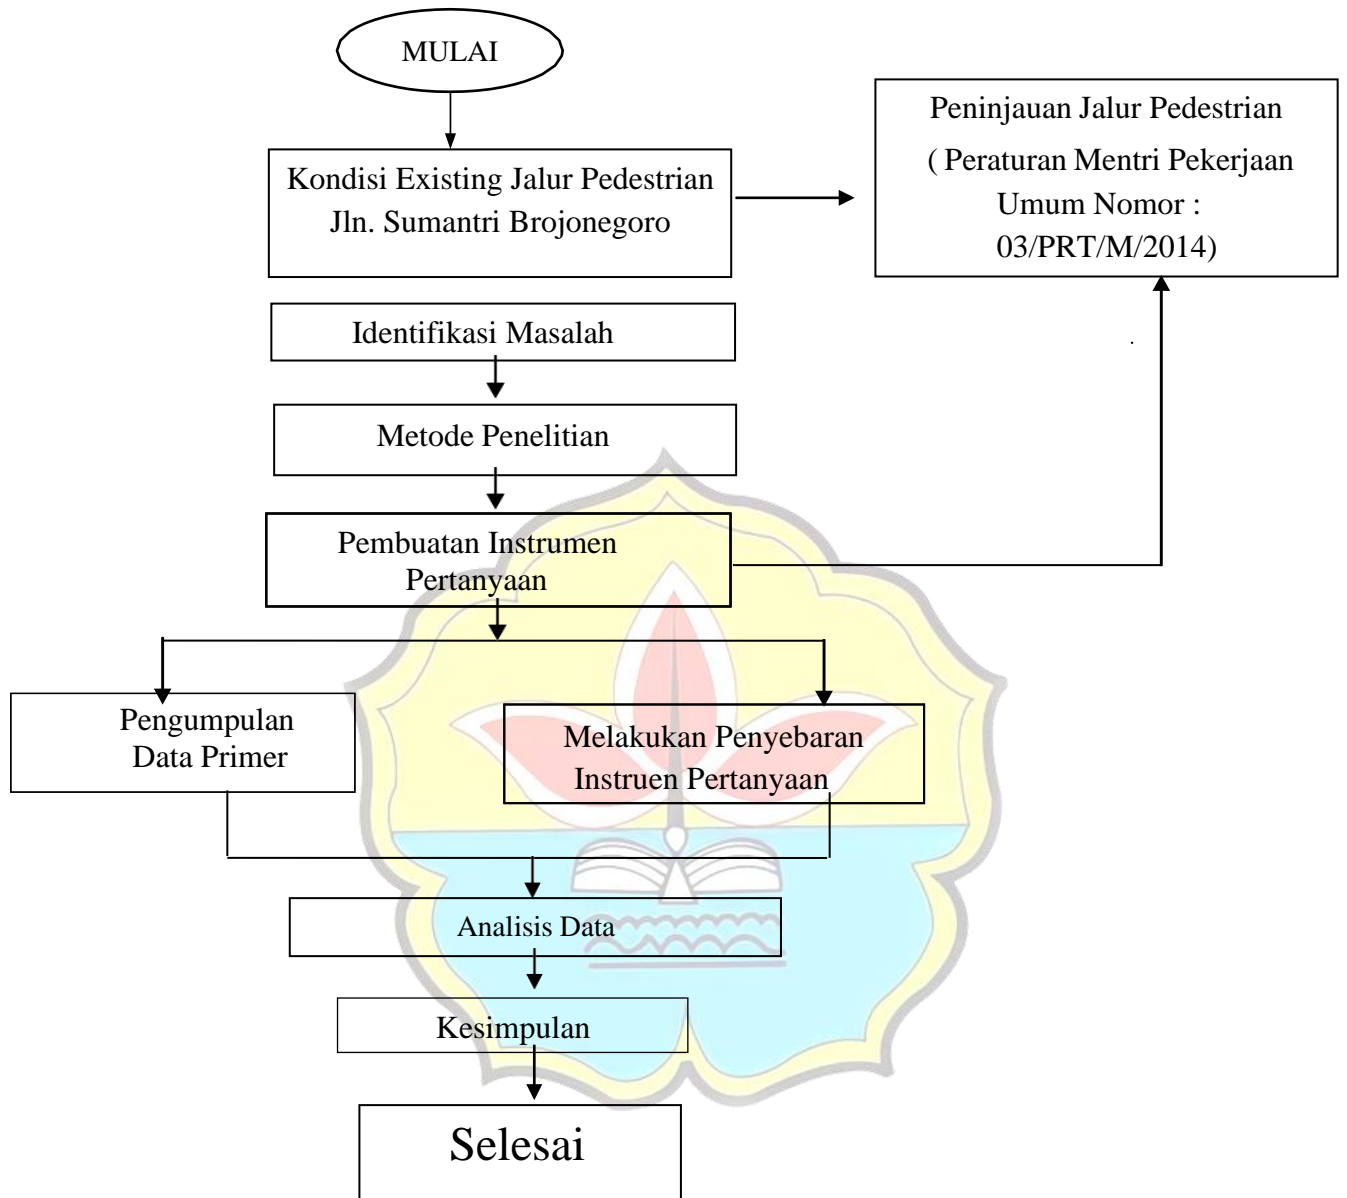 MULAI
Kondisi Existing Jalur Pedestrian
Jln. Sumantri Brojonegoro
Peninjauan Jalur Pedestrian
( Peraturan Mentri Pekerjaan
Umum Nomor :
03/PRT/M/2014)
Identifikasi Masalah
.
Metode Penelitian
Pembuatan Instrumen
Pertanyaan
Pengumpulan
Data Primer
Melakukan Penyebaran
Instruen Pertanyaan
Analisis Data
Kesimpulan
Selesai